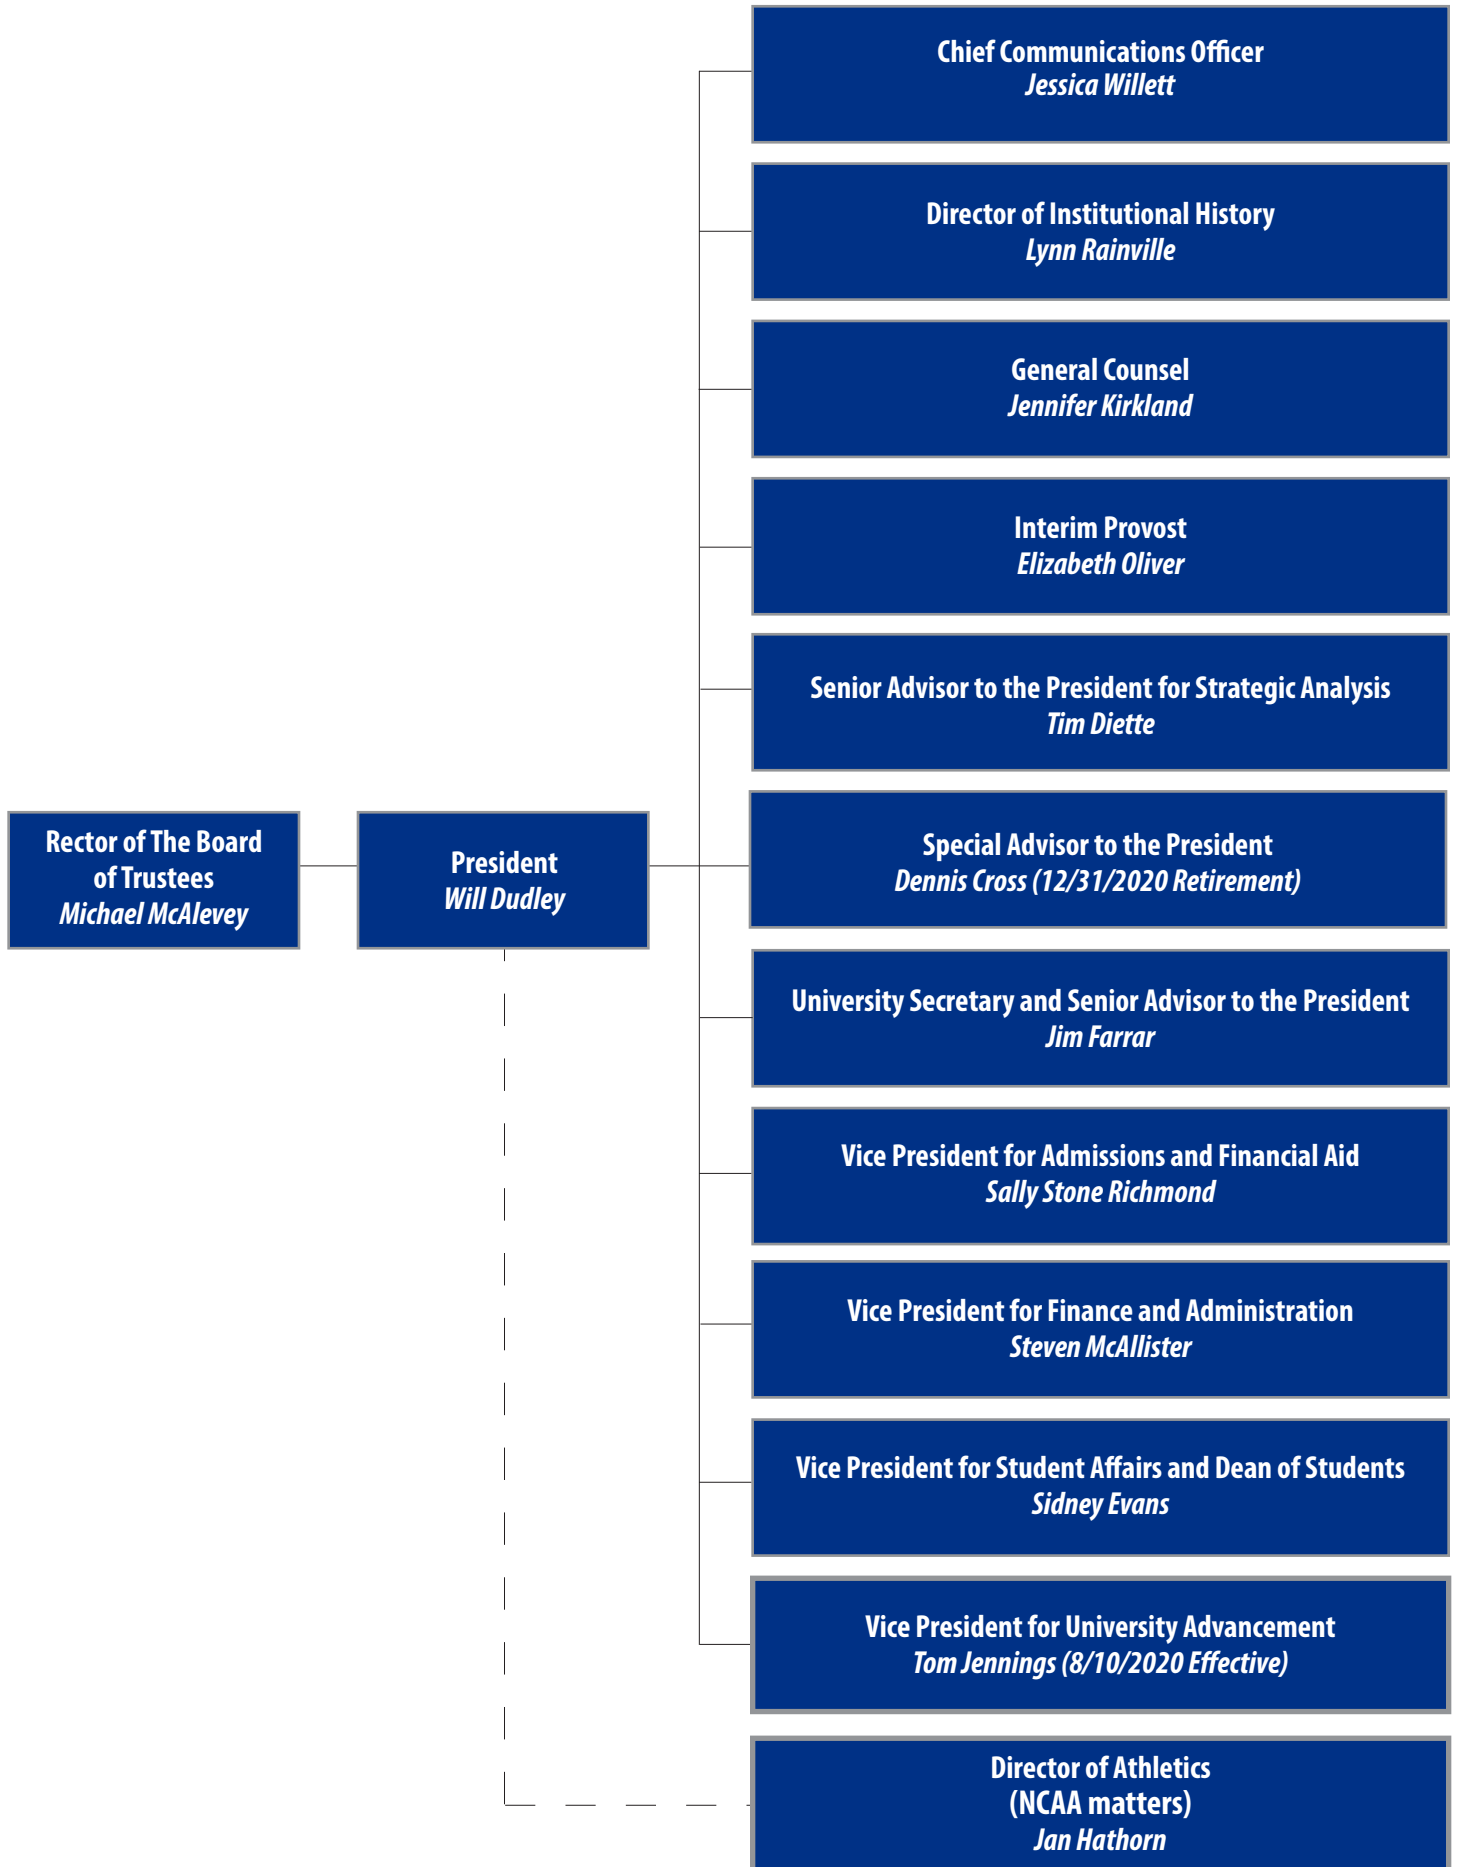 Chief Communications Officer
Jessica Willett
Director of Institutional History
Lynn Rainville
General Counsel
Jennifer Kirkland
Interim Provost
Elizabeth Oliver
Senior Advisor to the President for Strategic Analysis
Tim Diette
Rector of The Board
of Trustees
Michael McAlevey
President
Will Dudley
Special Advisor to the President
Dennis Cross (12/31/2020 Retirement)
University Secretary and Senior Advisor to the President
Jim Farrar
Vice President for Admissions and Financial Aid
Sally Stone Richmond
Vice President for Finance and Administration
Steven McAllister
Vice President for Student Affairs and Dean of Students
Sidney Evans
Vice President for University Advancement
Tom Jennings (8/10/2020 Effective)
Director of Athletics
(NCAA matters)
Jan Hathorn